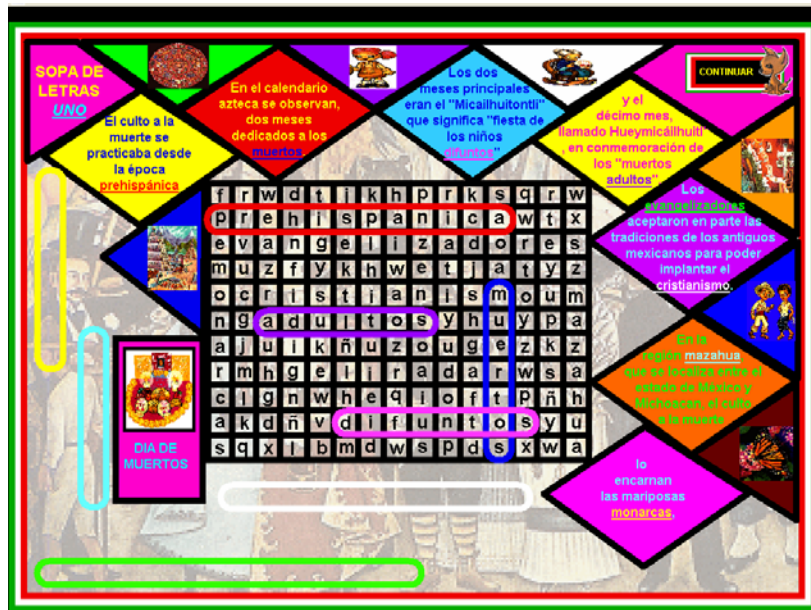 SOPA DE
LETRAS
UNO
El culto a la
muerte se
practicaba desde
la época
prehispánica
En el calendario
azteca se observan,
dos meses
dedicados a los
muertos.
Los dos
meses principales
eran el "Micailhuitontli"
que significa "fiesta de
los niños
difuntos"
y el
décimo mes,
llamado Hueymicáilhuitl"
, en conmemoración de
los "muertos
adultos"
CONTINUAR
Los
evangelizadores
aceptaron en parte las
tradiciones de los antiguos
mexicanos para poder
implantar el
cristianismo.
En la
región mazahua,
que se localiza entre el
estado de Mexico y
Michoacan, el culto
a la muerte
lo
encarnan
las mariposas
monarcas,
f r w d t j k h p r k s q r w
p r e h i s p a n i c a w t x
e v a n g e l i z a d o r e s
m u z f y k h w e t j a t y z
o c r i s t i a n i s m o u m
n g a d u l t o s y h u y p a
a j u i k ñ u z o u g e z k z
r m h g e l j r a d a r w s a
c l g n w h e q i o f t p ñ h
a k d ñ v d i f u n t o s y u
s q x l b m d w s p d s x w a
DIA DE
MUERTOS